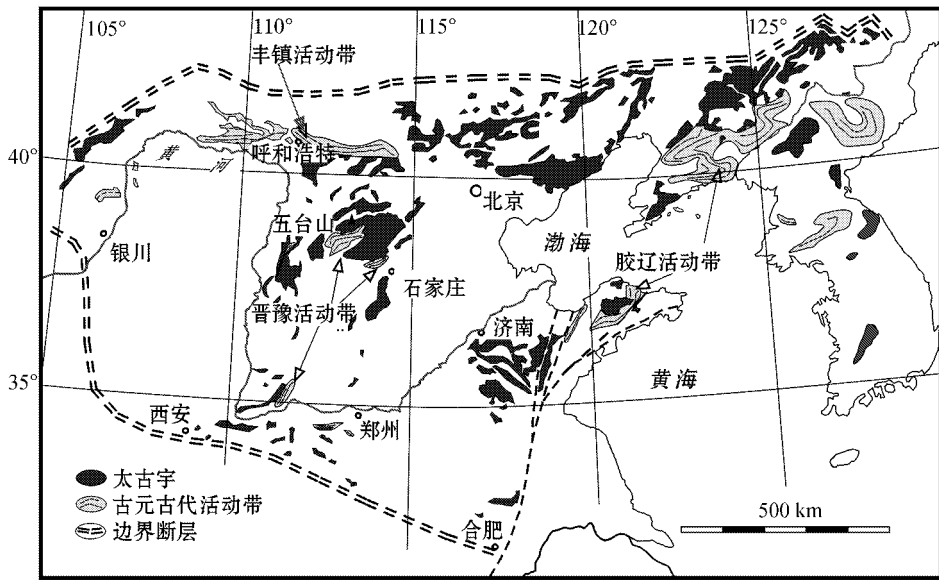 105°
110°
115°
120°
125°
丰镇活动带
黄
河
呼和浩特
40°
北京
五台山
渤海
银川
胶辽活动带
石家庄
晋豫活动带
济南
黄海
35°
西安
郑州
太古宇
古元古代活动带
边界断层
合肥
500 km